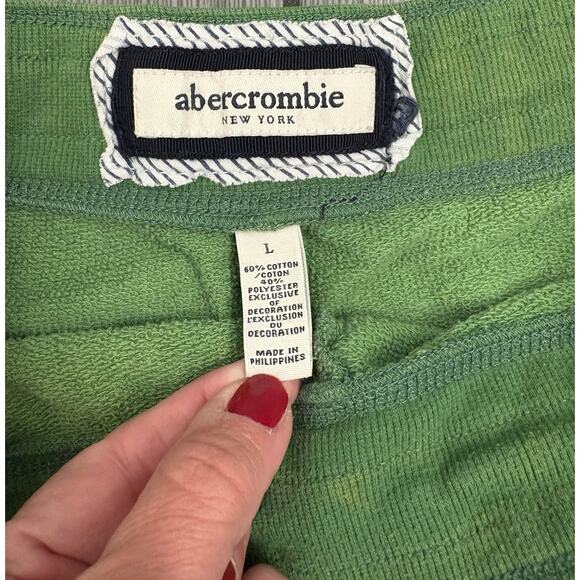 abercrombie
NEW YORK
L
60% COTTON
/COTON
40%
POLYESTER
EXCLUSIVE
OF
DECORATION
L'EXCLUSION
DU
DECORATION
MADE IN
PHILIPPINES